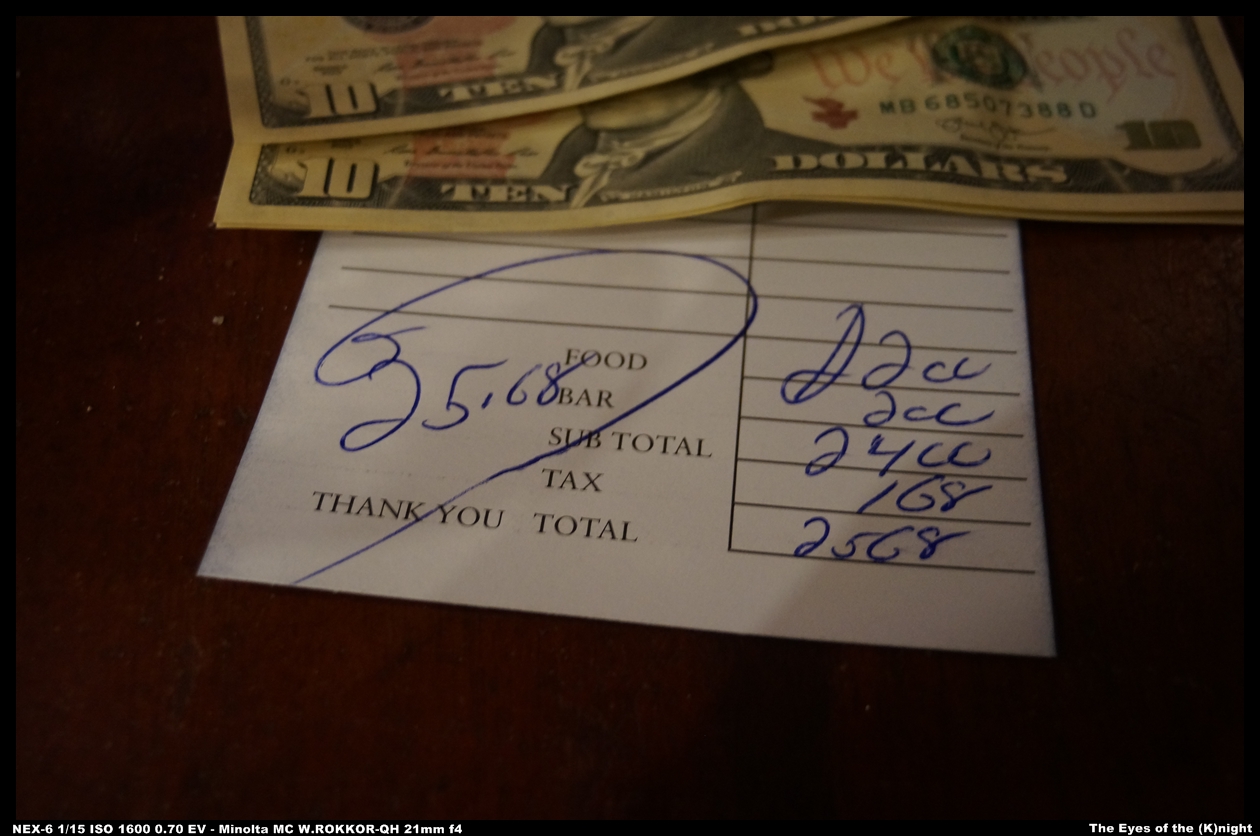 10 TEN DOLLARS
We the People
MB 68507388 D
10 TEN DOLLARS 10
25.68
FOOD 22 00
BAR 2 00
SUB TOTAL 24 00
TAX 1 68
THANK YOU TOTAL 25 68
NEX-6 1/15 ISO 1600 0.70 EV - Minolta MC W.ROKKOR-QH 21mm f4
The Eyes of the (K)night